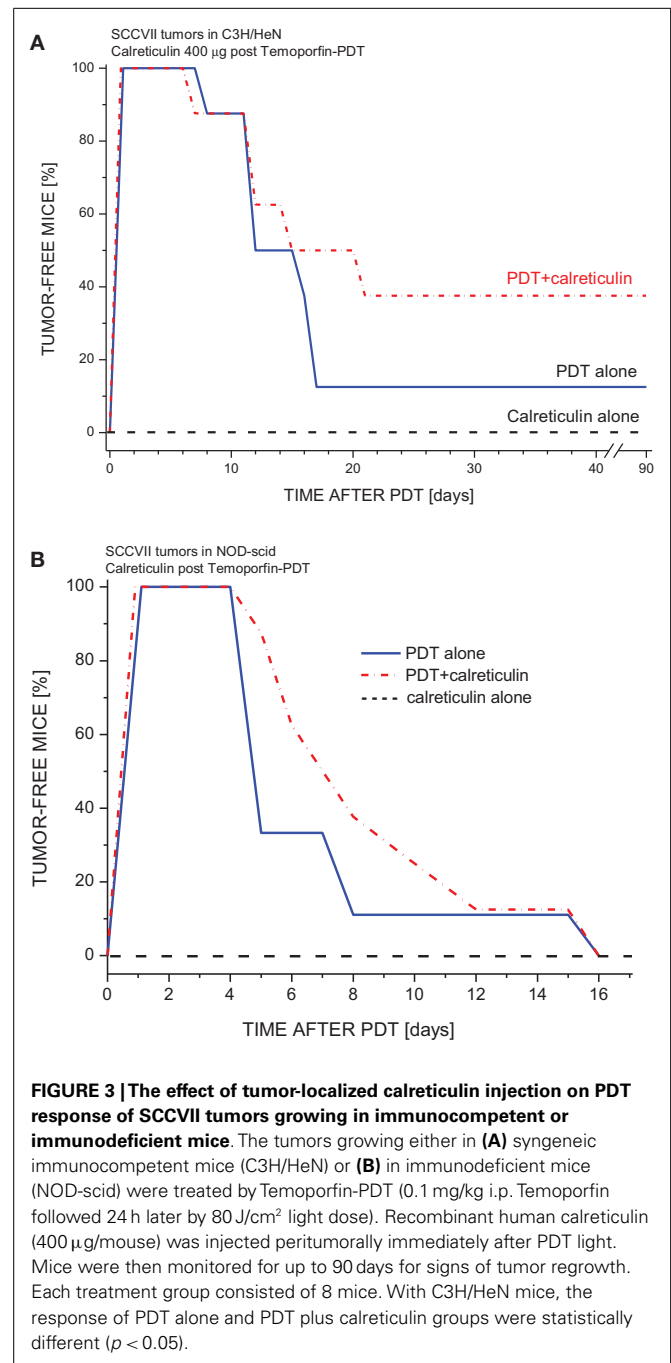 A
SCCVII tumors in C3H/HeN
Calreticulin 400 μg post Temoporfin-PDT
100
80
60
40
20
0
TUMOR-FREE MICE [%]
PDT+calreticulin
PDT alone
Calreticulin alone
0 10 20 30 40 90
TIME AFTER PDT [days]
B
SCCVII tumors in NOD-scid
Calreticulin post Temoporfin-PDT
100
80
60
40
20
0
TUMOR-FREE MICE [%]
PDT alone
PDT+calreticulin
calreticulin alone
0 2 4 6 8 10 12 14 16
TIME AFTER PDT [days]
FIGURE 3 | The effect of tumor-localized calreticulin injection on PDT
response of SCCVII tumors growing in immunocompetent or
immunodeficient mice. The tumors growing either in (A) syngeneic
immunocompetent mice (C3H/HeN) or (B) in immunodeficient mice
(NOD-scid) were treated by Temoporfin-PDT (0.1 mg/kg i.p. Temoporfin
followed 24 h later by 80 J/cm² light dose). Recombinant human calreticulin
(400 μg/mouse) was injected peritumorally immediately after PDT light.
Mice were then monitored for up to 90 days for signs of tumor regrowth.
Each treatment group consisted of 8 mice. With C3H/HeN mice, the
response of PDT alone and PDT plus calreticulin groups were statistically
different (p < 0.05).